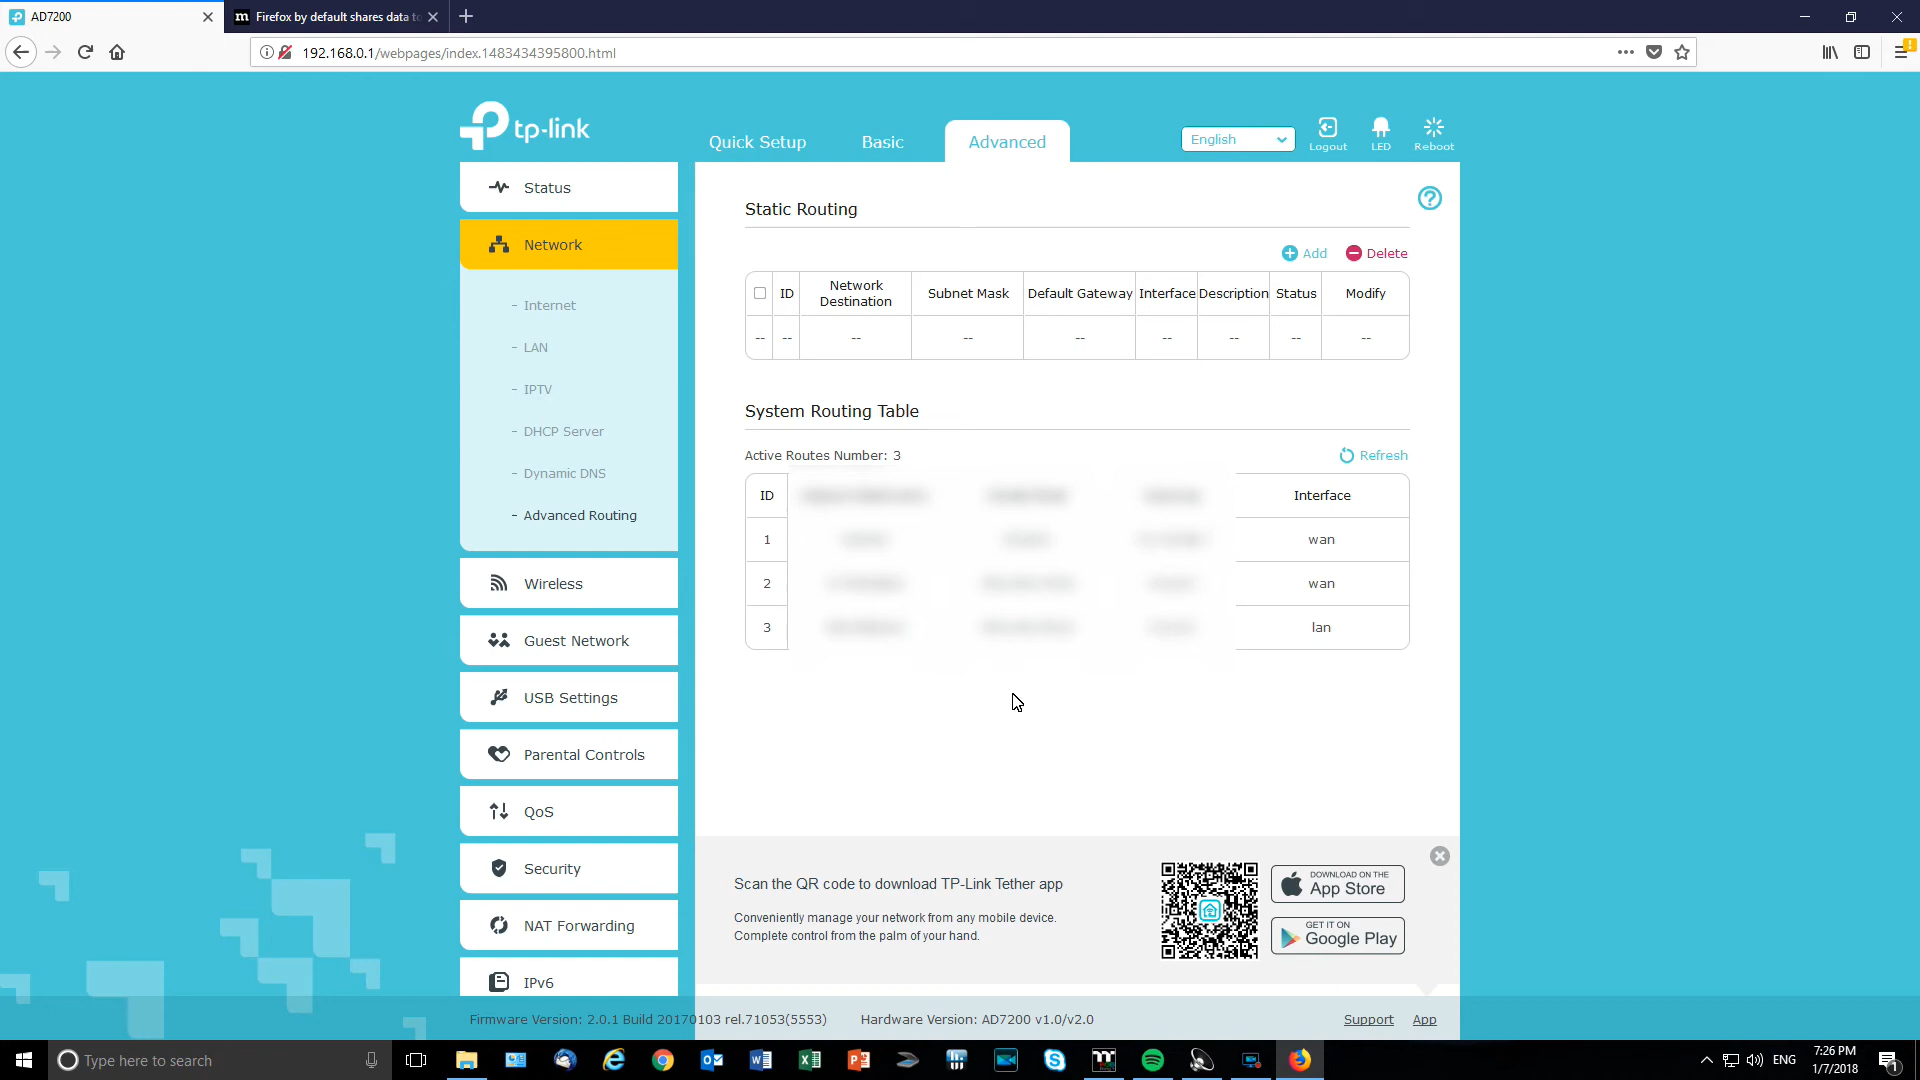 AD7200
Firefox by default shares data to
192.168.0.1/webpages/index.1483434395800.html
tp-link
Quick Setup
Basic
Advanced
English
Logout
LED
Reboot
Status
Network
- Internet
- LAN
- IPTV
- DHCP Server
- Dynamic DNS
- Advanced Routing
Wireless
Guest Network
USB Settings
Parental Controls
QoS
Security
NAT Forwarding
IPv6
Static Routing
Add
Delete
ID
Network Destination
Subnet Mask
Default Gateway
Interface
Description
Status
Modify
-- -- -- -- -- -- -- -- --
System Routing Table
Active Routes Number: 3
Refresh
ID
Interface
1 wan
2 wan
3 lan
Scan the QR code to download TP-Link Tether app
Conveniently manage your network from any mobile device.
Complete control from the palm of your hand.
DOWNLOAD ON THE
App Store
GET IT ON
Google Play
Firmware Version: 2.0.1 Build 20170103 rel.71053(5553)
Hardware Version: AD7200 v1.0/v2.0
Support
App
Type here to search
ENG
7:26 PM
1/7/2018
1